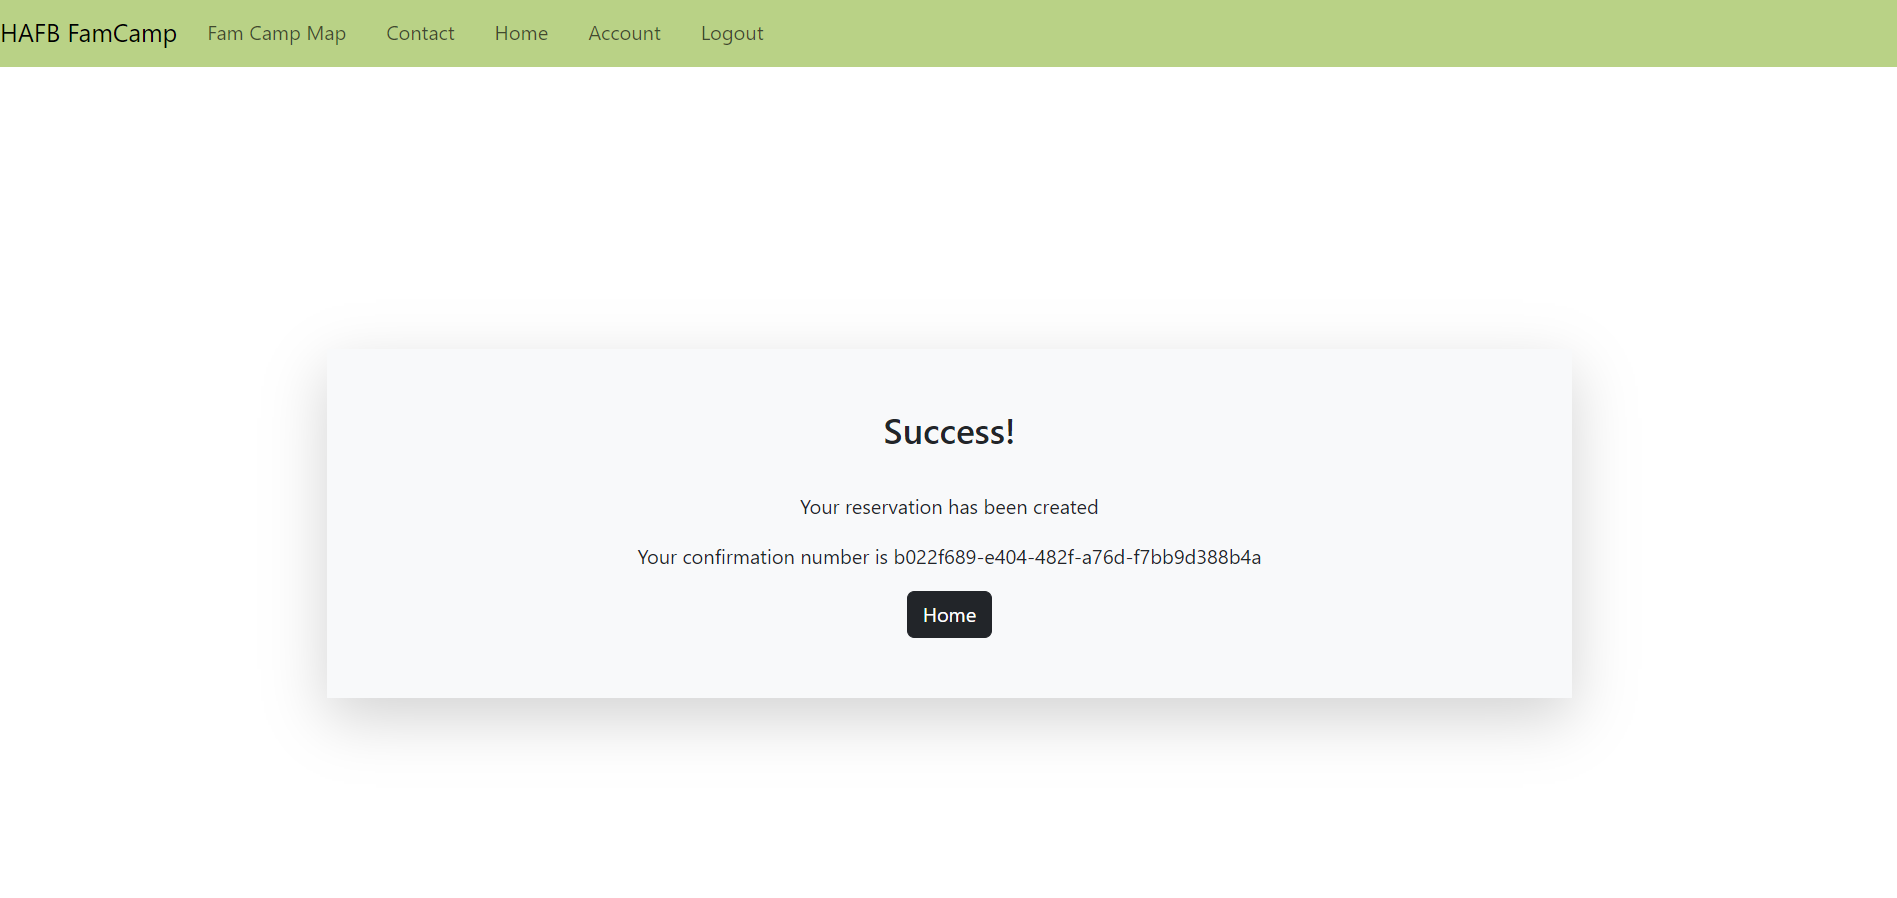 HAFB FamCamp Fam Camp Map Contact Home Account Logout
Success!
Your reservation has been created
Your confirmation number is b022f689-e404-482f-a76d-f7bb9d388b4a
Home